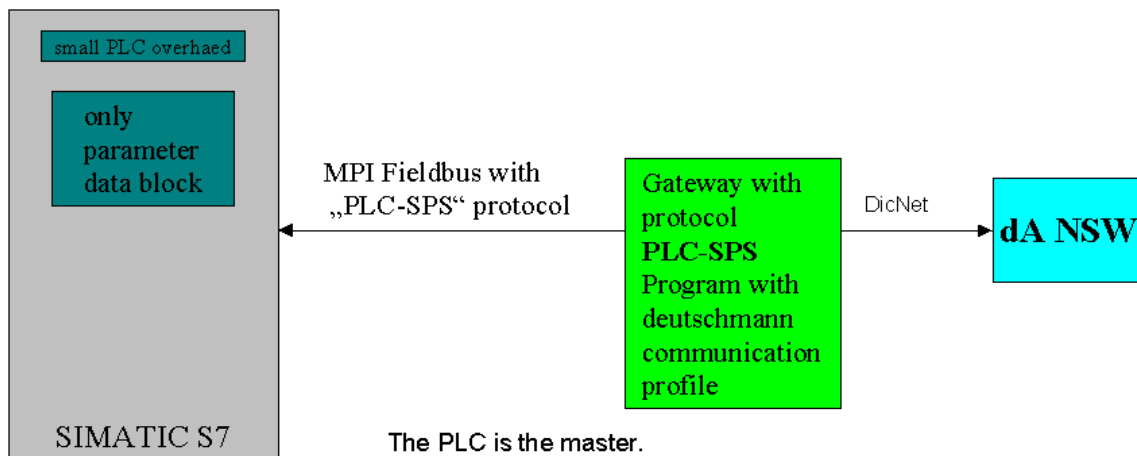 small PLC overhaed
only
parameter
data block
SIMATIC S7
MPI Fieldbus with
„PLC-SPS“ protocol
Gateway with
protocol
PLC-SPS
Program with
deutschmann
communication
profile
DicNet
dA NSW
The PLC is the master.